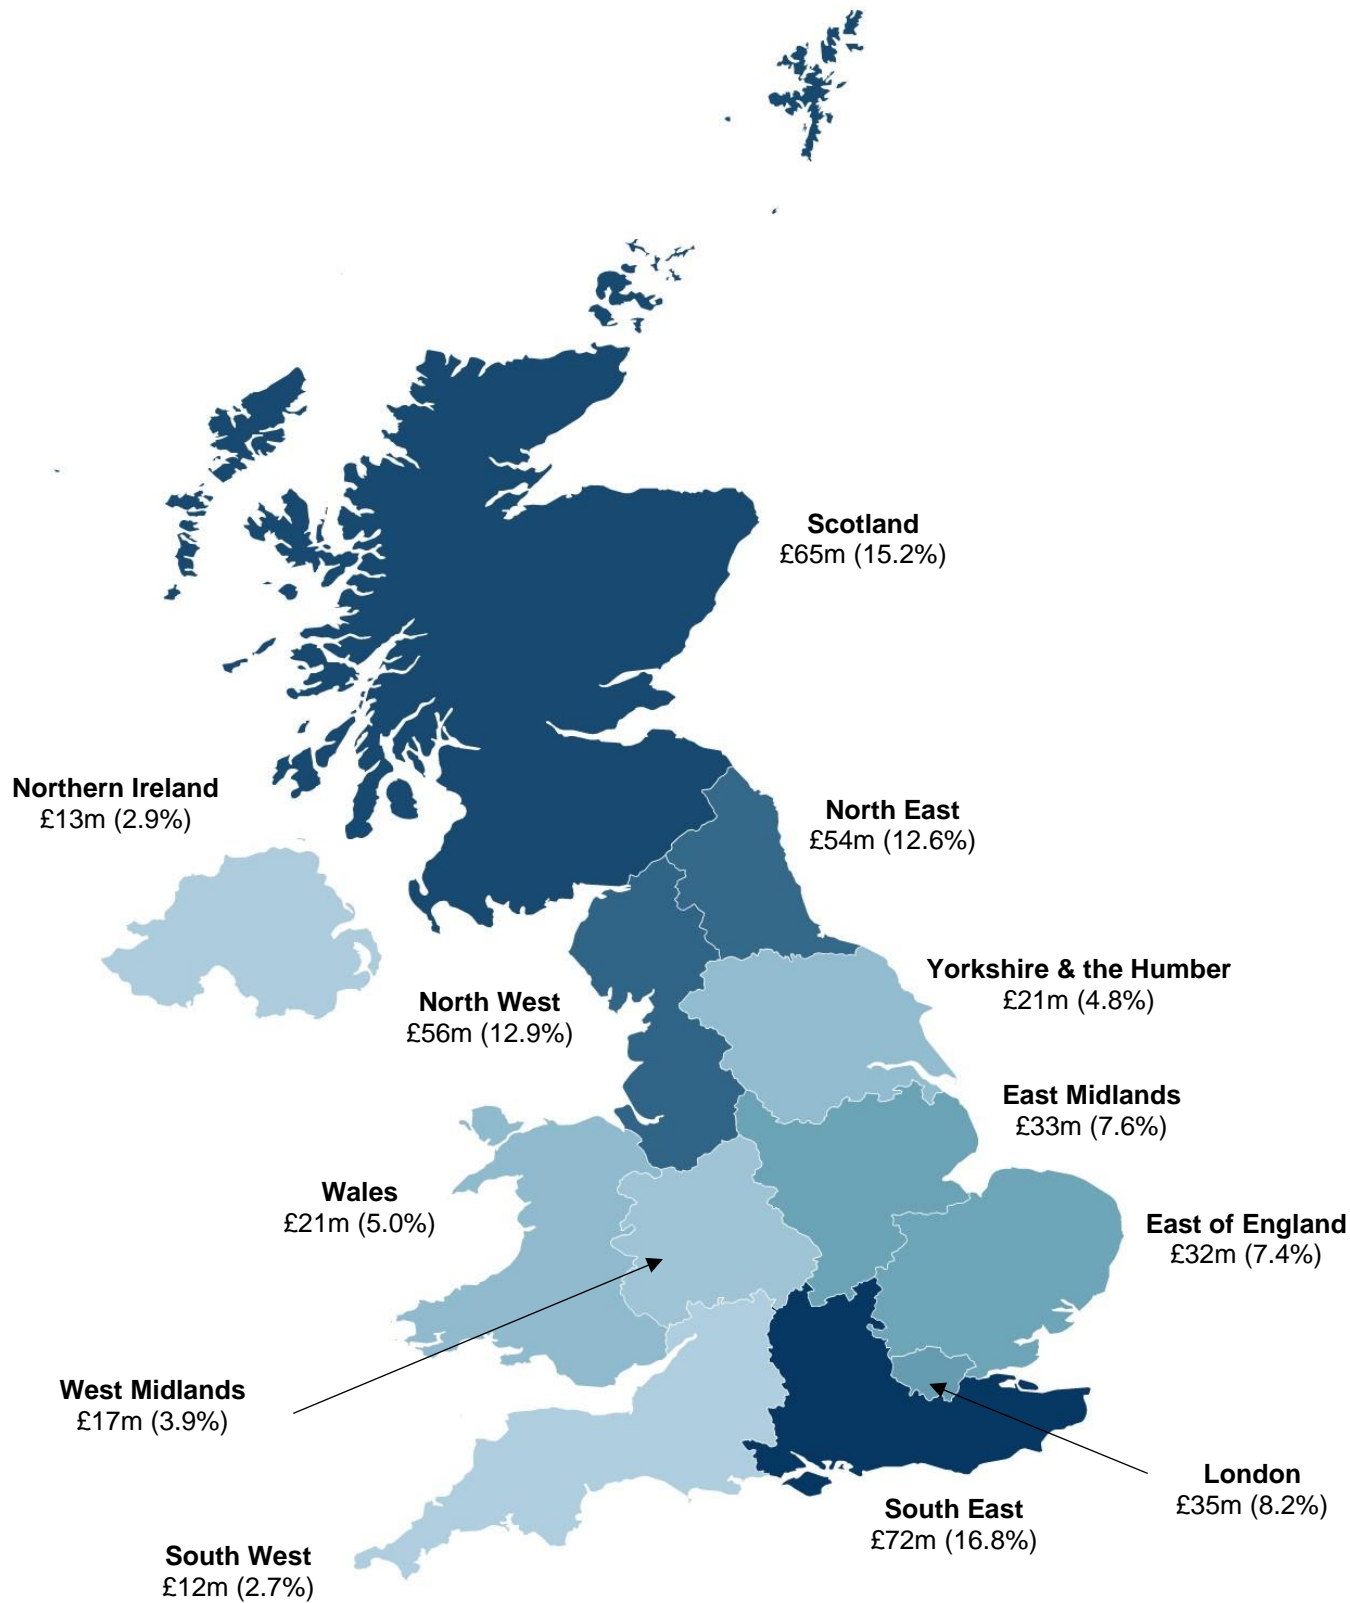 Scotland
£65m (15.2%)
Northern Ireland
£13m (2.9%)
North East
£54m (12.6%)
Yorkshire & the Humber
£21m (4.8%)
North West
£56m (12.9%)
East Midlands
£33m (7.6%)
Wales
£21m (5.0%)
East of England
£32m (7.4%)
West Midlands
£17m (3.9%)
London
£35m (8.2%)
South East
£72m (16.8%)
South West
£12m (2.7%)